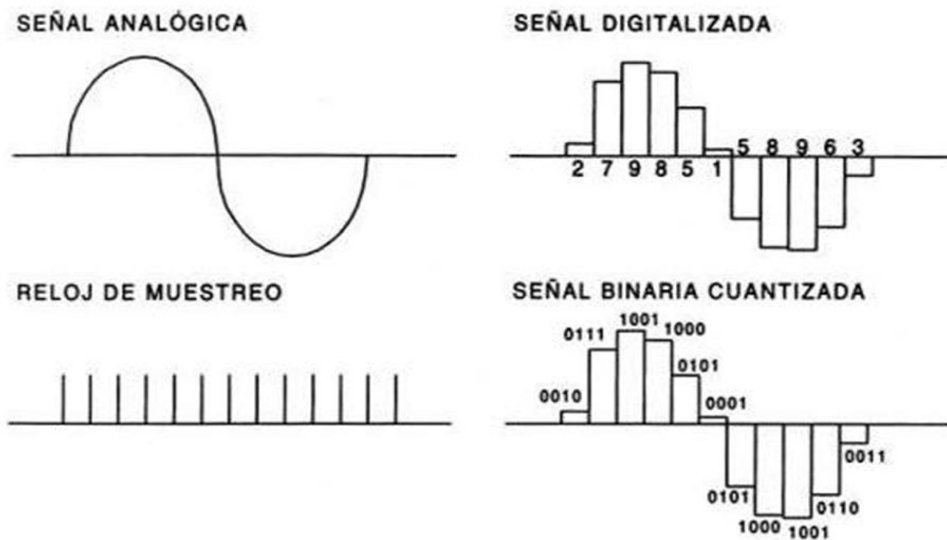 SEÑAL ANALÓGICA
SEÑAL DIGITALIZADA
5 8 9 6 3
2 7 9 8 5 1
RELOJ DE MUESTREO
SEÑAL BINARIA CUANTIZADA
1001
1000
0111
0101
0010
0001
0011
0101
0110
1000
1001